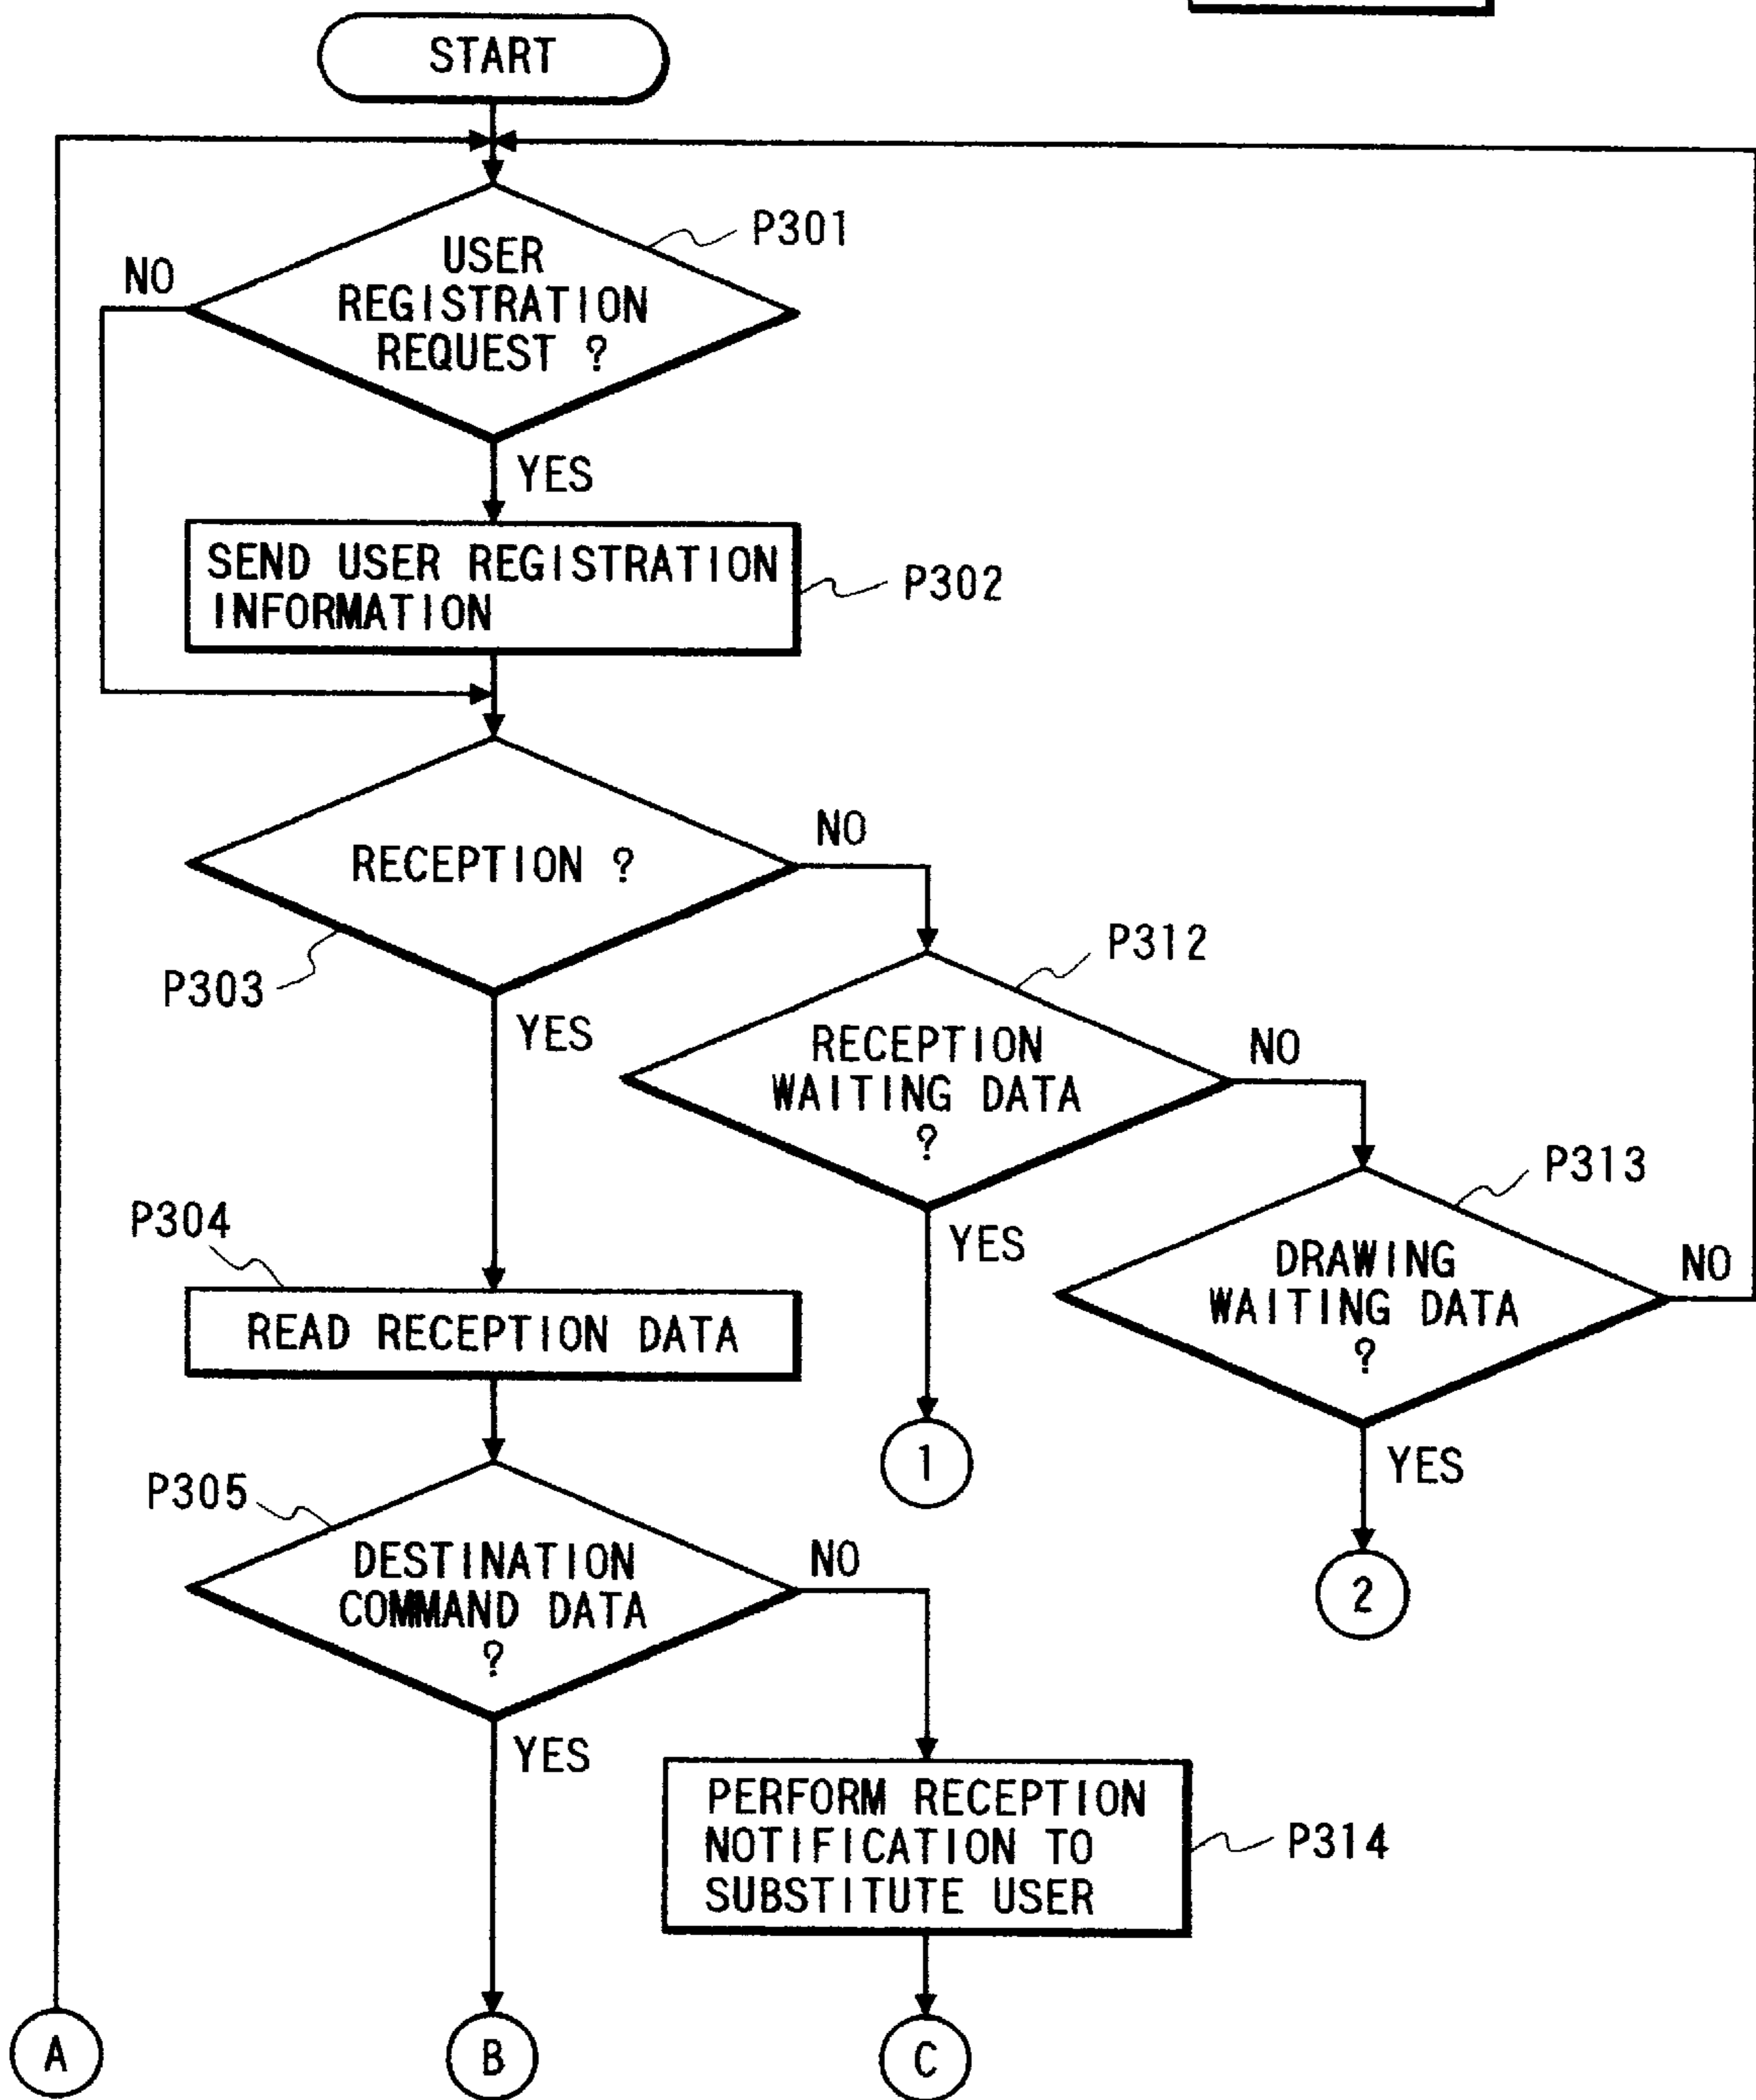 START
P301
NO
USER
REGISTRATION
REQUEST ?
YES
SEND USER REGISTRATION
INFORMATION
P302
NO
RECEPTION ?
P303
YES
P312
RECEPTION
WAITING DATA
?
NO
YES
P313
DRAWING
WAITING DATA
?
NO
YES
P304
READ RECEPTION DATA
1
P305
DESTINATION
COMMAND DATA
?
NO
2
YES
PERFORM RECEPTION
NOTIFICATION TO
SUBSTITUTE USER
P314
A
B
C